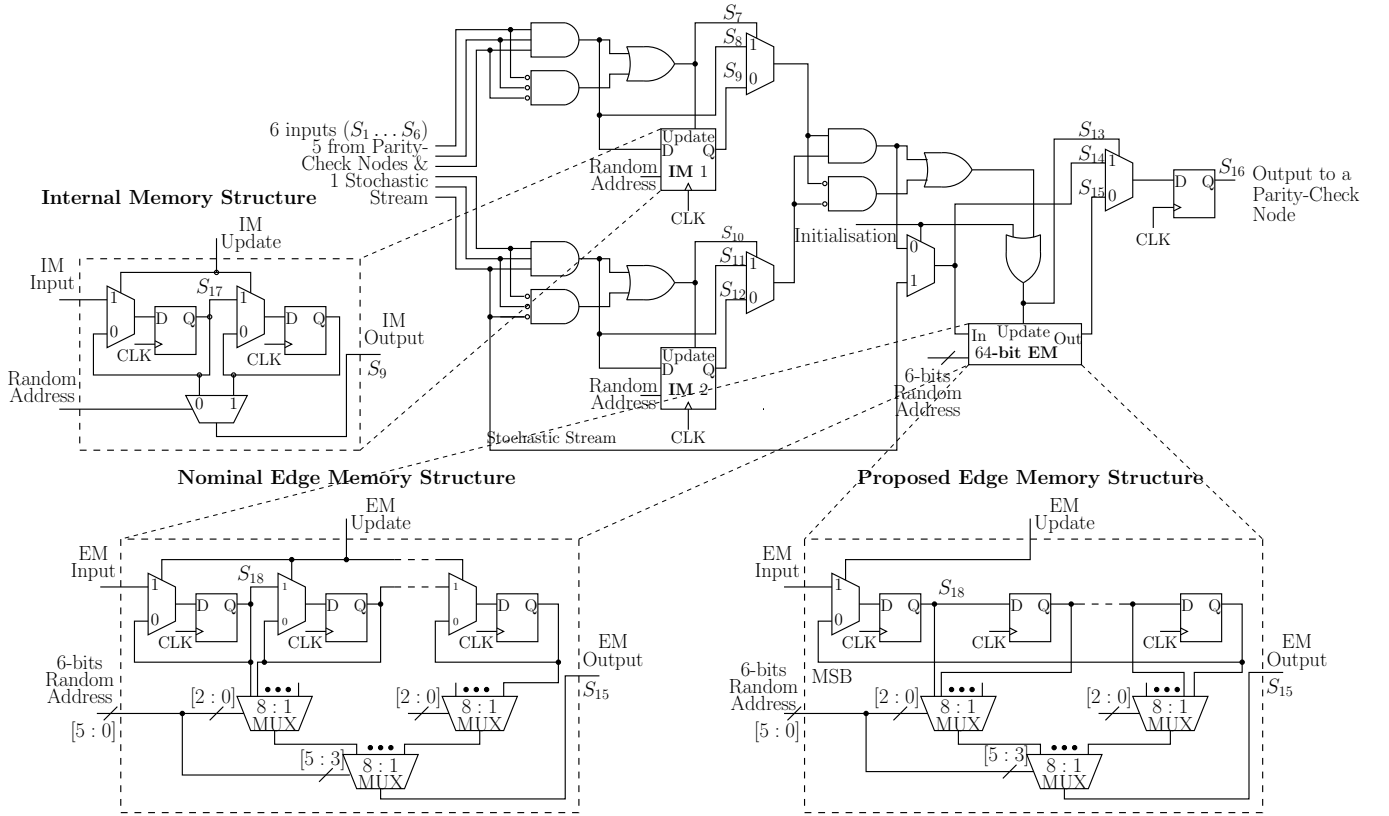 S7
S8
1
S9
0
6 inputs (S1 . . . S6)
5 from Parity-
Check Nodes &
1 Stochastic
Stream
Update
D Q
Random
Address
IM 1
CLK
S13
S14
1
S15
0
D Q
CLK
S16
Output to a
Parity-Check
Node
Internal Memory Structure
IM
Update
IM
Input
1
0
D Q
CLK
S17
1
0
D Q
CLK
IM
Output
S9
Random
Address
0 1
S10
S11
1
S12
0
Update
D Q
Random
Address
IM 2
CLK
Initialisation
0
1
In Update Out
64-bit EM
6-bits
Random
Address
Stochastic Stream
Nominal Edge Memory Structure
EM
Update
EM
Input
1
0
D Q
CLK
S18
1
0
D Q
CLK
1
0
D Q
CLK
EM
Output
S15
6-bits
Random
Address
[5 : 0]
[2 : 0]
8 : 1
MUX
[2 : 0]
8 : 1
MUX
[5 : 3]
8 : 1
MUX
Proposed Edge Memory Structure
EM
Update
EM
Input
1
0
D Q
CLK
S18
D Q
CLK
D Q
CLK
EM
Output
S15
MSB
6-bits
Random
Address
[5 : 0]
[2 : 0]
8 : 1
MUX
[2 : 0]
8 : 1
MUX
[5 : 3]
8 : 1
MUX